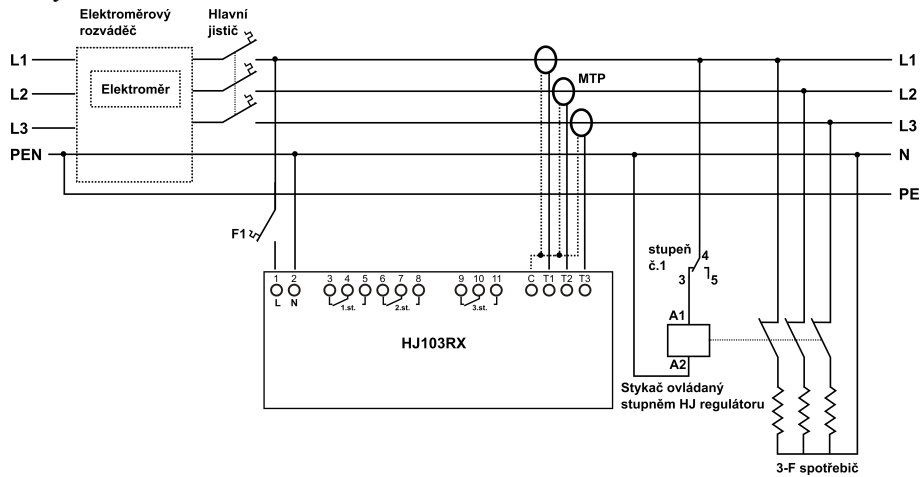 Elektroměrový
rozváděč
Hlavní
jistič
L1
L1
Elektroměr
MTP
L2
L2
L3
L3
PEN
N
PE
F1
stupeň
č.1
4
3
5
1 2 3 4 5 6 7 8 9 10 11 C T1 T2 T3
L N 1.st. 2.st. 3.st.
A1
HJ103RX
A2
Stykač ovládaný
stupněm HJ regulátoru
3-F spotřebič